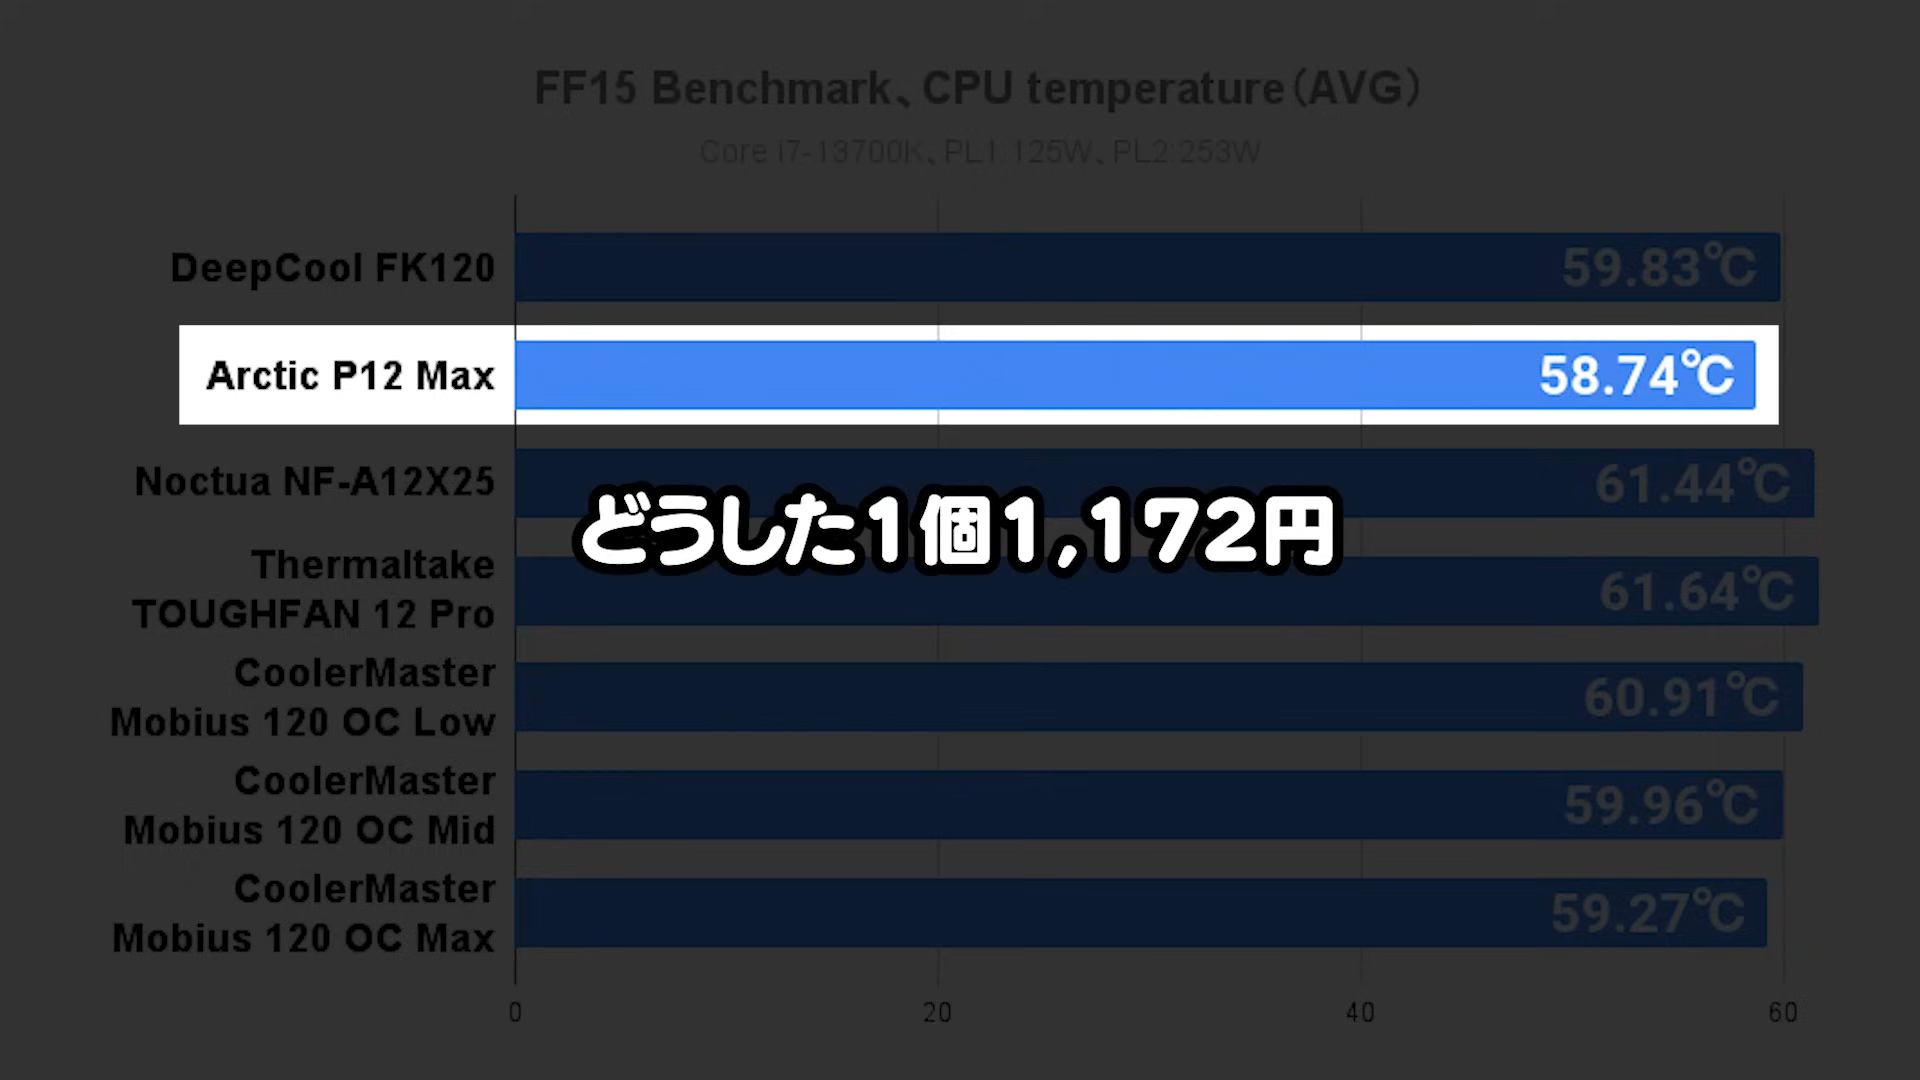 FF15 Benchmark、CPU temperature（AVG）
Core i7-13700K、PL1:125W、PL2:253W
DeepCool FK120
59.83℃
Arctic P12 Max
58.74℃
Noctua NF-A12X25
61.44℃
どうした1個1,172円
Thermaltake
TOUGHFAN 12 Pro
61.64℃
CoolerMaster
Mobius 120 OC Low
60.91℃
CoolerMaster
Mobius 120 OC Mid
59.96℃
CoolerMaster
Mobius 120 OC Max
59.27℃
0 20 40 60